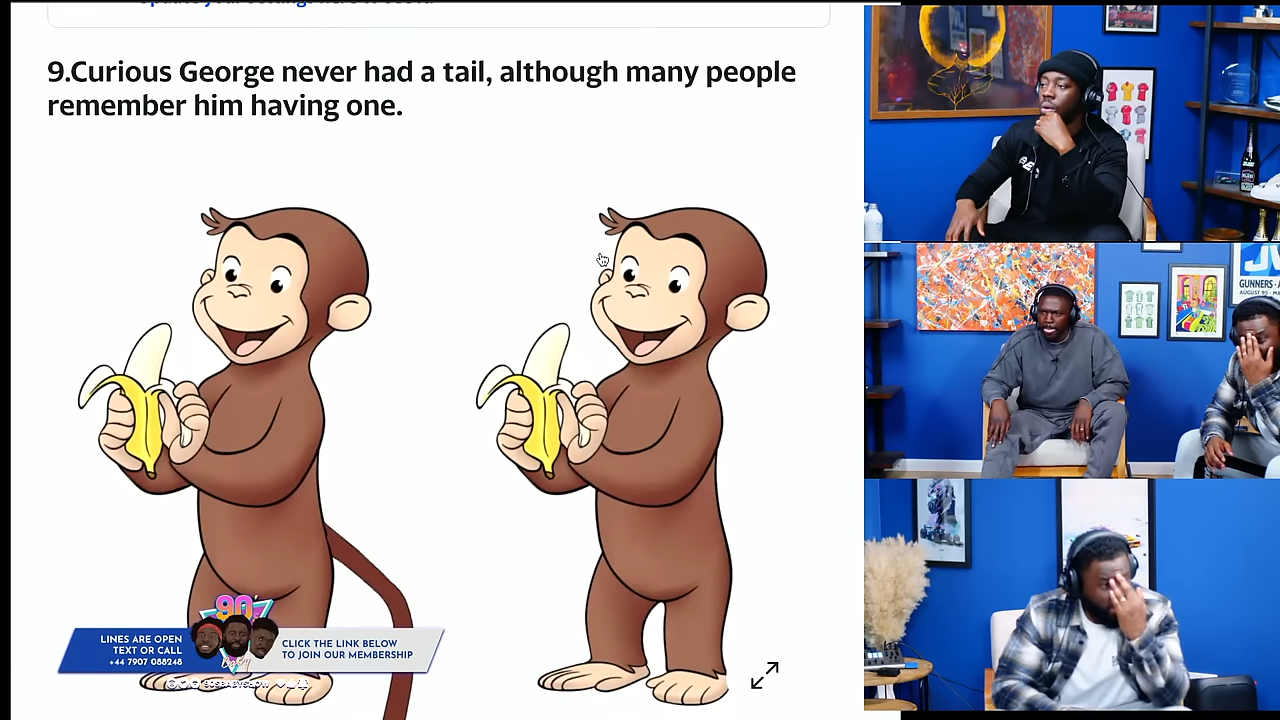 9.Curious George never had a tail, although many people
remember him having one.
90's
LINES ARE OPEN
TEXT OR CALL
+44 7907 088248
CLICK THE LINK BELOW
TO JOIN OUR MEMBERSHIP
GUNNERS